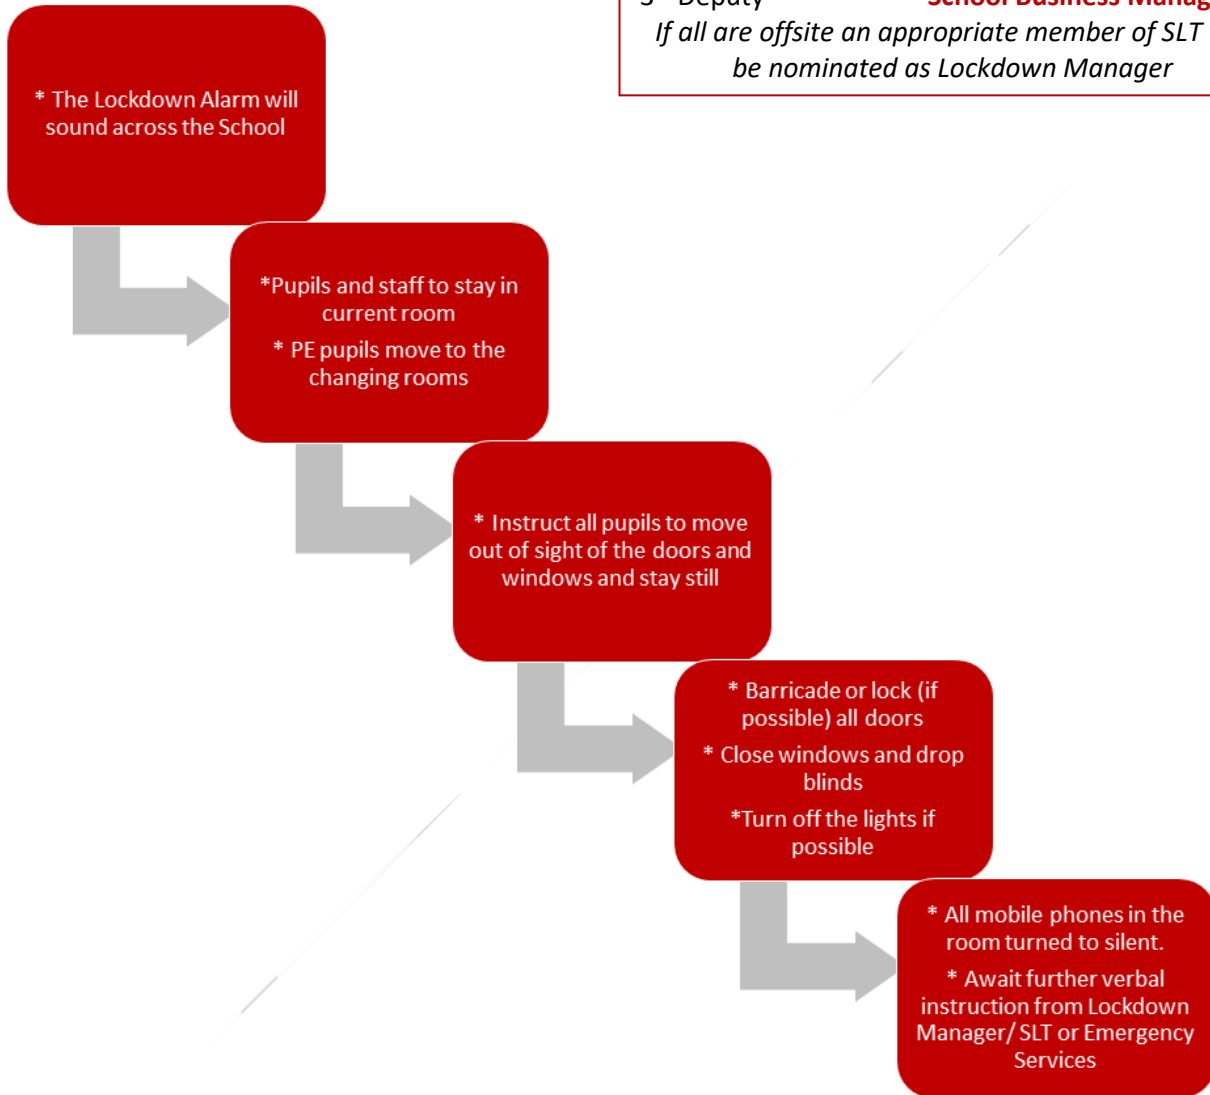 Deputy School Business Manag
If all are offsite an appropriate member of SLT
be nominated as Lockdown Manager
* The Lockdown Alarm will
sound across the School
*Pupils and staff to stay in
current room
* PE pupils move to the
changing rooms
* Instruct all pupils to move
out of sight of the doors and
windows and stay still
* Barricade or lock (if
possible) all doors
* Close windows and drop
blinds
*Turn off the lights if
possible
* All mobile phones in the
room turned to silent.
* Await further verbal
instruction from Lockdown
Manager/ SLT or Emergency
Services